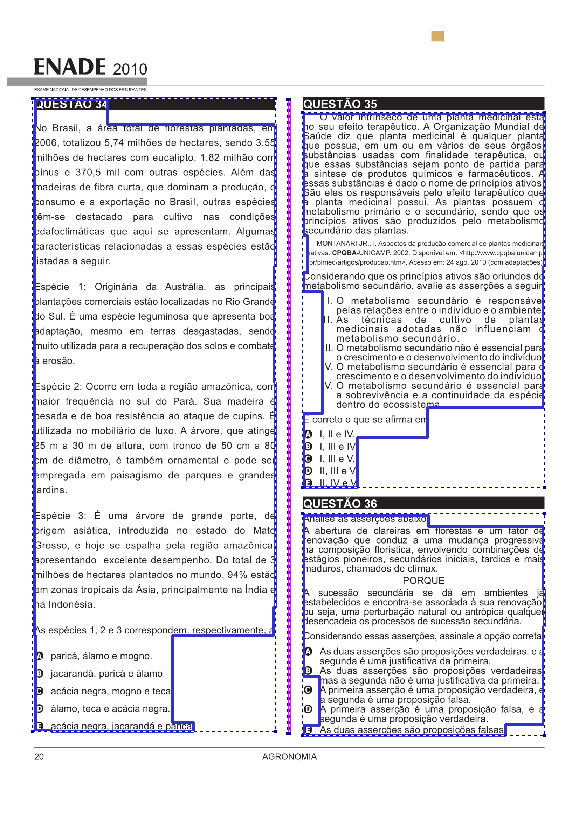 ENADE 2010
EXAME NACIONAL DE DESEMPENHO DOS ESTUDANTES
QUESTÃO 34
No Brasil, a área total de florestas plantadas, em
2006, totalizou 5,74 milhões de hectares, sendo 3,55
milhões de hectares com eucalipto, 1,82 milhão com
pinus e 370,5 mil com outras espécies. Além das
madeiras de fibra curta, que dominam a produção, o
consumo e a exportação no Brasil, outras espécies
têm-se destacado para cultivo nas condições
edafoclimáticas que aqui se apresentam. Algumas
características relacionadas a essas espécies estão
listadas a seguir.
Espécie 1: Originária da Austrália, as principais
plantações comerciais estão localizadas no Rio Grande
do Sul. É uma espécie leguminosa que apresenta boa
adaptação, mesmo em terras desgastadas, sendo
muito utilizada para a recuperação dos solos e combate
à erosão.
Espécie 2: Ocorre em toda a região amazônica, com
maior frequência no sul do Pará. Sua madeira é
pesada e de boa resistência ao ataque de cupins. É
utilizada no mobiliário de luxo. A árvore, que atinge
25 m a 30 m de altura, com tronco de 50 cm a 80
cm de diâmetro, é também ornamental e pode ser
empregada em paisagismo de parques e grandes
jardins.
Espécie 3: É uma árvore de grande porte, de
origem asiática, introduzida no estado do Mato
Grosso, e hoje se espalha pela região amazônica,
apresentando excelente desempenho. Do total de 3
milhões de hectares plantados no mundo, 94% estão
em zonas tropicais da Ásia, principalmente na Índia e
na Indonésia.
As espécies 1, 2 e 3 correspondem, respectivamente, a
A paricá, álamo e mogno.
B jacarandá, paricá e álamo
C acácia negra, mogno e teca
D álamo, teca e acácia negra.
E acácia negra, jacarandá e paricá
QUESTÃO 35
O valor intrínseco de uma planta medicinal está
no seu efeito terapêutico. A Organização Mundial de
Saúde diz que planta medicinal é qualquer planta
que possua, em um ou em vários de seus órgãos,
substâncias usadas com finalidade terapêutica, ou
que essas substâncias sejam ponto de partida para
a síntese de produtos químicos e farmacêuticos. A
essas substâncias é dado o nome de princípios ativos.
São eles os responsáveis pelo efeito terapêutico que
a planta medicinal possui. As plantas possuem o
metabolismo primário e o secundário, sendo que os
princípios ativos são produzidos pelo metabolismo
secundário das plantas.
MONTANARI JR., I. Aspectos da produção comercial de plantas medicinais
nativas. CPQBA-UNICAMP, 2002. Disponível em: <http://www.cpqba.unicamp.
br/plmed/artigos/producao.htm>. Acesso em: 24 ago. 2010 (com adaptações).
Considerando que os princípios ativos são oriundos do
metabolismo secundário, avalie as asserções a seguir.
I. O metabolismo secundário é responsável
pelas relações entre o indivíduo e o ambiente.
II. As técnicas de cultivo de plantas
medicinais adotadas não influenciam o
metabolismo secundário.
III. O metabolismo secundário não é essencial para
o crescimento e o desenvolvimento do indivíduo.
IV. O metabolismo secundário é essencial para o
crescimento e o desenvolvimento do indivíduo.
V. O metabolismo secundário é essencial para
a sobrevivência e a continuidade da espécie
dentro do ecossistema.
É correto o que se afirma em
A I, II e IV.
B I, III e IV
C I, III e V.
D II, III e V
E II, IV e V
QUESTÃO 36
Analise as asserções abaixo.
A abertura de clareiras em florestas é um fator de
renovação que conduz a uma mudança progressiva
na composição florística, envolvendo combinações de
estágios pioneiros, secundários iniciais, tardios e mais
maduros, chamados de clímax.
PORQUE
A sucessão secundária se dá em ambientes já
estabelecidos e encontra-se associada à sua renovação,
ou seja, uma perturbação natural ou antrópica qualquer
desencadeia os processos de sucessão secundária.
Considerando essas asserções, assinale a opção correta.
A As duas asserções são proposições verdadeiras, e a
segunda é uma justificativa da primeira.
B As duas asserções são proposições verdadeiras,
mas a segunda não é uma justificativa da primeira.
C A primeira asserção é uma proposição verdadeira, e
a segunda é uma proposição falsa.
D A primeira asserção é uma proposição falsa, e a
segunda é uma proposição verdadeira.
E As duas asserções são proposições falsas.
20
AGRONOMIA